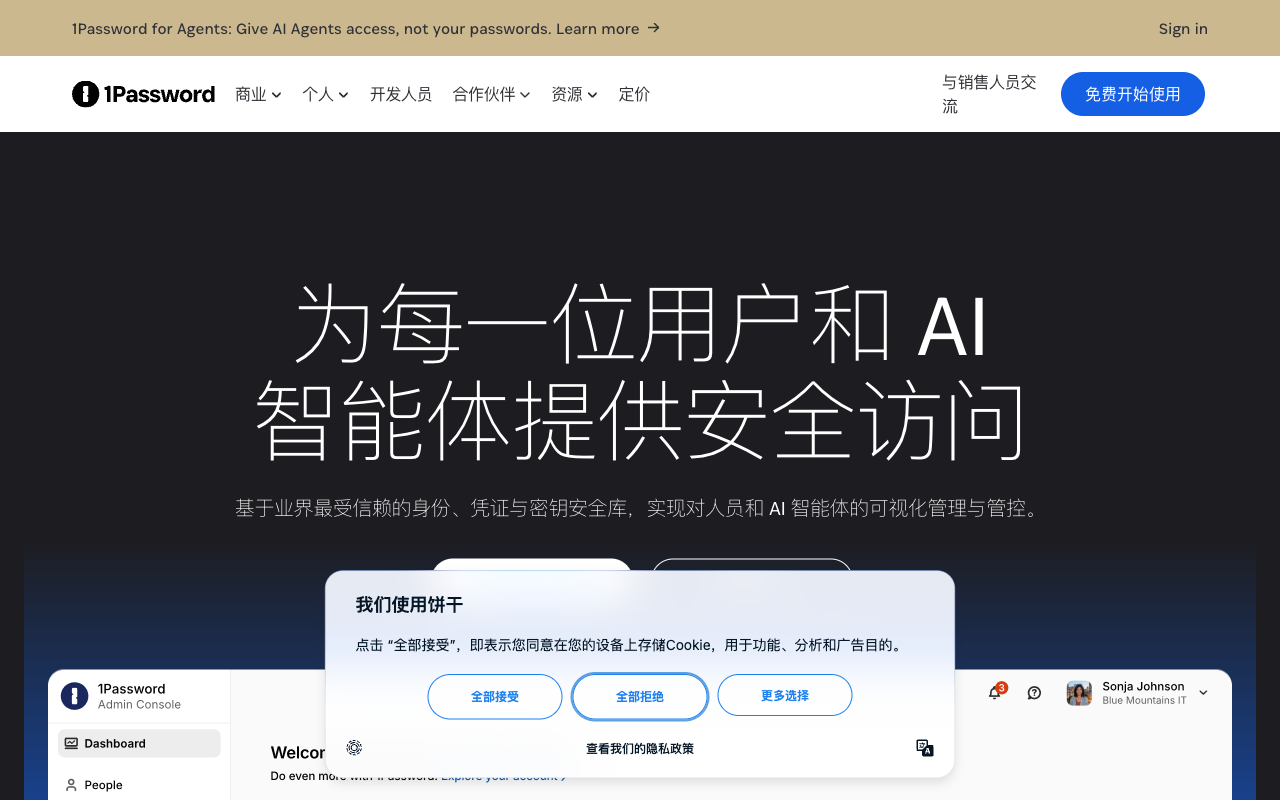 1Password for Agents: Give AI Agents access, not your passwords. Learn more →
Sign in
1Password
商业
个人
开发人员
合作伙伴
资源
定价
与销售人员交
流
免费开始使用
为每一位用户和 AI
智能体提供安全访问
基于业界最受信赖的身份、凭证与密钥安全库，实现对人员和 AI 智能体的可视化管理与管控。
我们使用饼干
点击 “全部接受”，即表示您同意在您的设备上存储Cookie，用于功能、分析和广告目的。
全部接受
全部拒绝
更多选择
查看我们的隐私政策
1Password
Admin Console
3
Sonja Johnson
Blue Mountains IT
Dashboard
Welcor
Do even more with 1Password. Explore your account
People